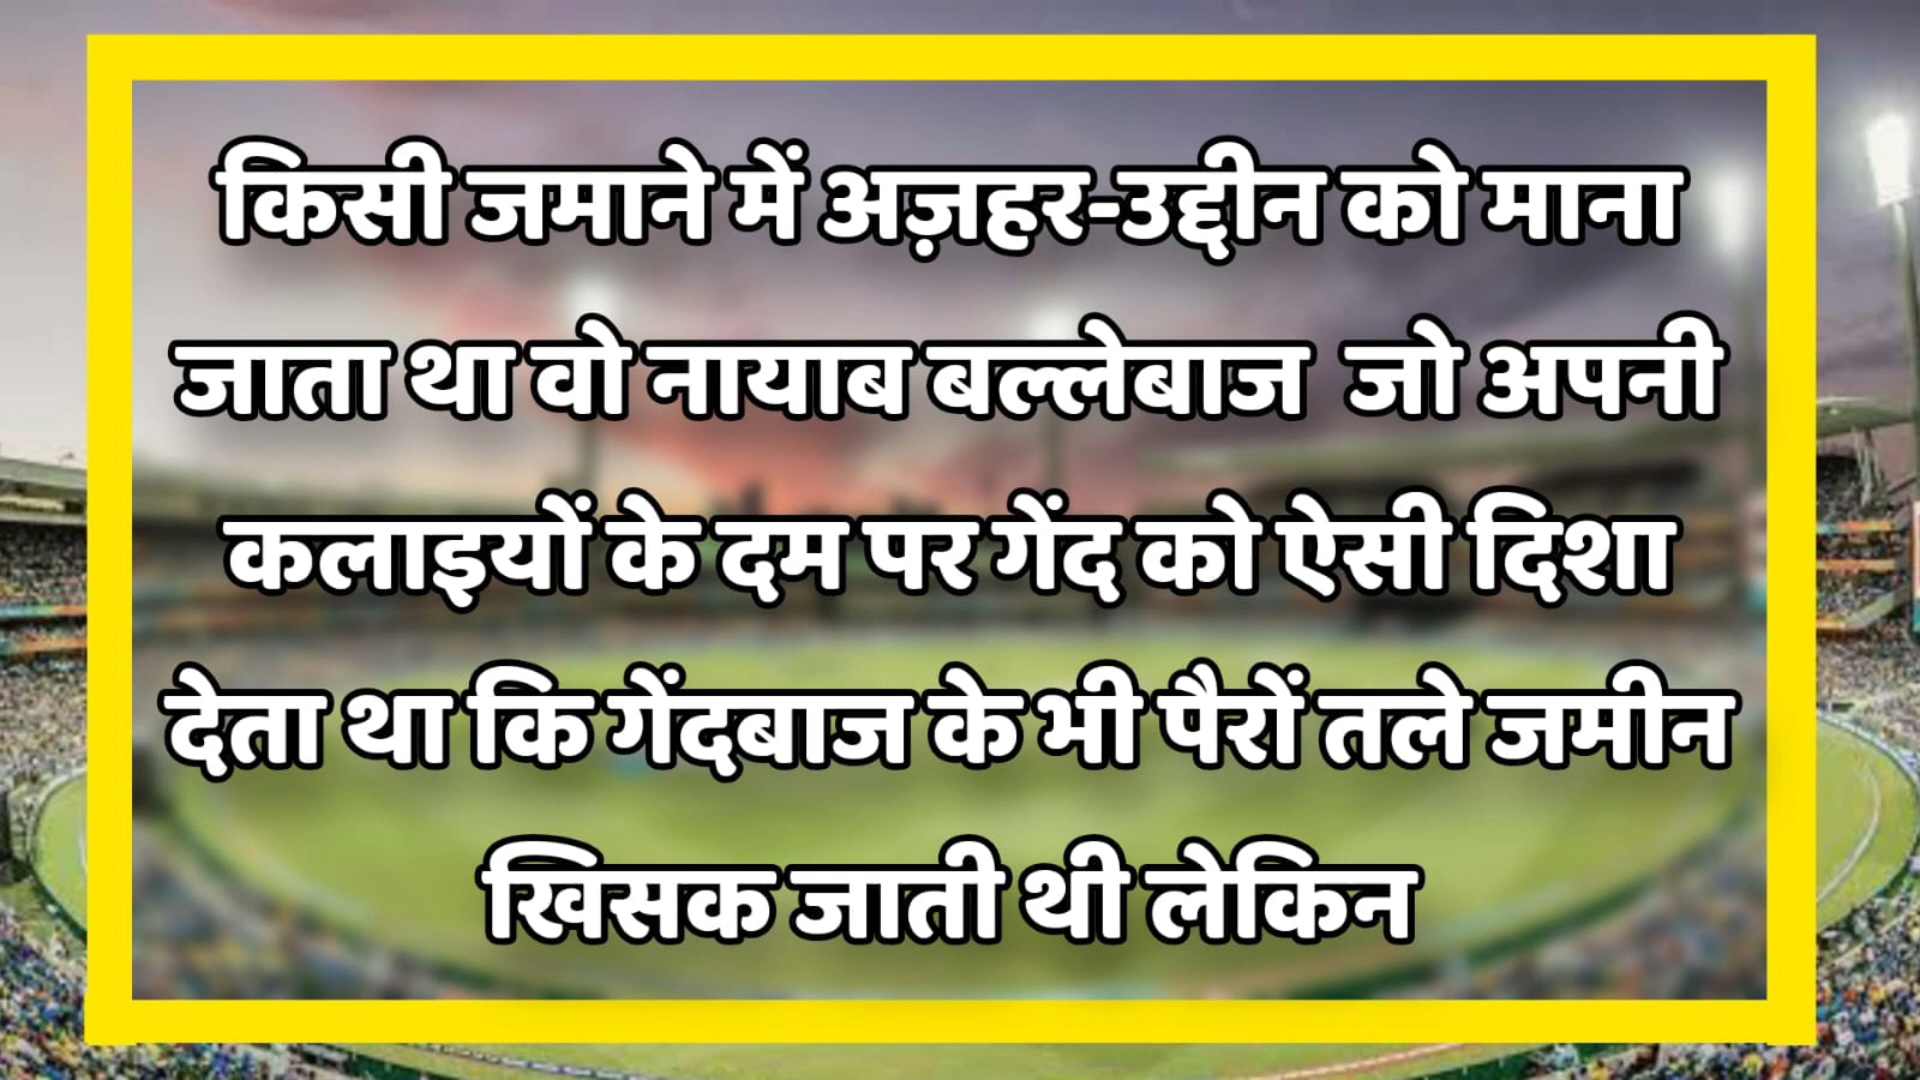 किसी जमाने में अज़हर-उद्दीन को माना
जाता था वो नायाब बल्लेबाज जो अपनी
कलाइयों के दम पर गेंद को ऐसी दिशा
देता था कि गेंदबाज के भी पैरों तले जमीन
खिसक जाती थी लेकिन